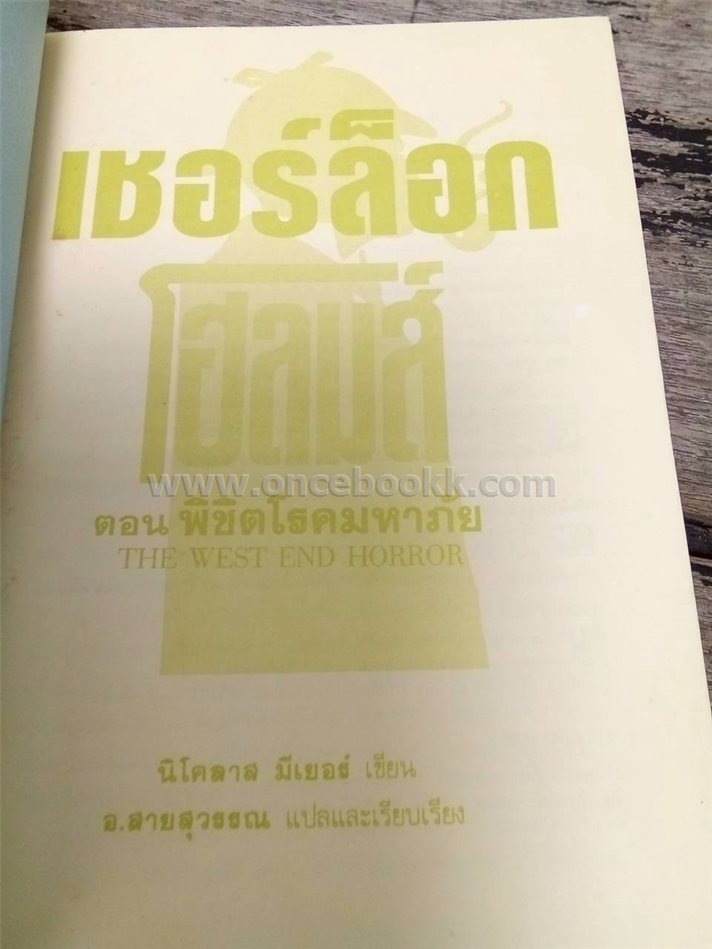 เชอร์ล็อก
โฮลมส์
www.oncebookk.com
ตอน พิชิตโรคมหาภัย
THE WEST END HORROR
นิโคลาส มีเยอร์ เขียน
อ.สายสุวรรณ แปลและเรียบเรียง